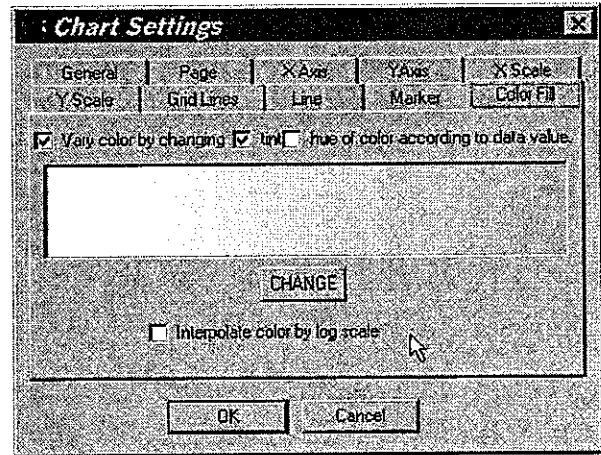 : Chart Settings
General Page X Axis Y Axis X Scale
Y Scale Grid Lines Line Marker Color Fill
Vary color by changing tint hue of color according to data value.
CHANGE
Interpolate color by log scale
OK Cancel